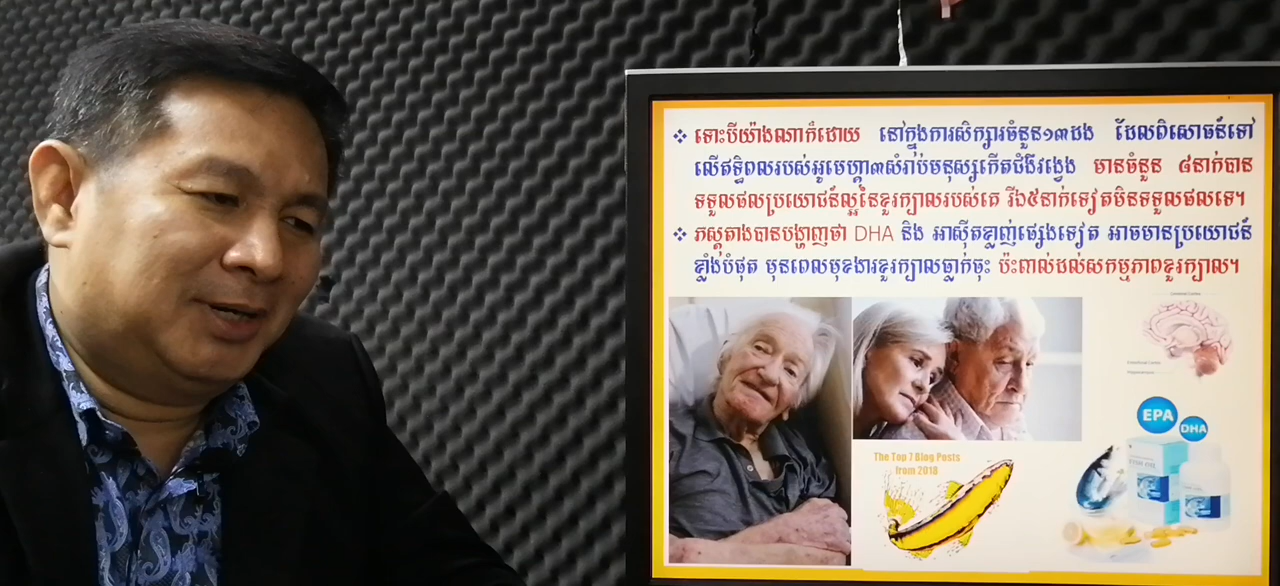 ❖ ទោះបីយ៉ាងណាក៏ដោយ នៅក្នុងការសិក្សាចំនួន១៣ដង ដែលពិសោធន៍ទៅ
លើឥទ្ធិពលរបស់អូមេហ្គា៣សំរាប់មនុស្សកើតជំងឺវង្វេង មានចំនួន ៨នាក់បាន
ទទួលផលប្រយោជន៍ល្អនៃខួរក្បាលរបស់គេ រីឯ៥នាក់ទៀតមិនទទួលផលទេ។
❖ ភស្តុតាងបានបង្ហាញថា DHA និង អាស៊ីតខ្លាញ់ផ្សេងទៀត អាចមានប្រយោជន៍
ខ្លាំងបំផុត មុនពេលមុខងារខួរក្បាលធ្លាក់ចុះ ប៉ះពាល់ដល់សកម្មភាពខួរក្បាល។
The Top 7 Blog Posts
from 2018
EPA
DHA
FISH OIL